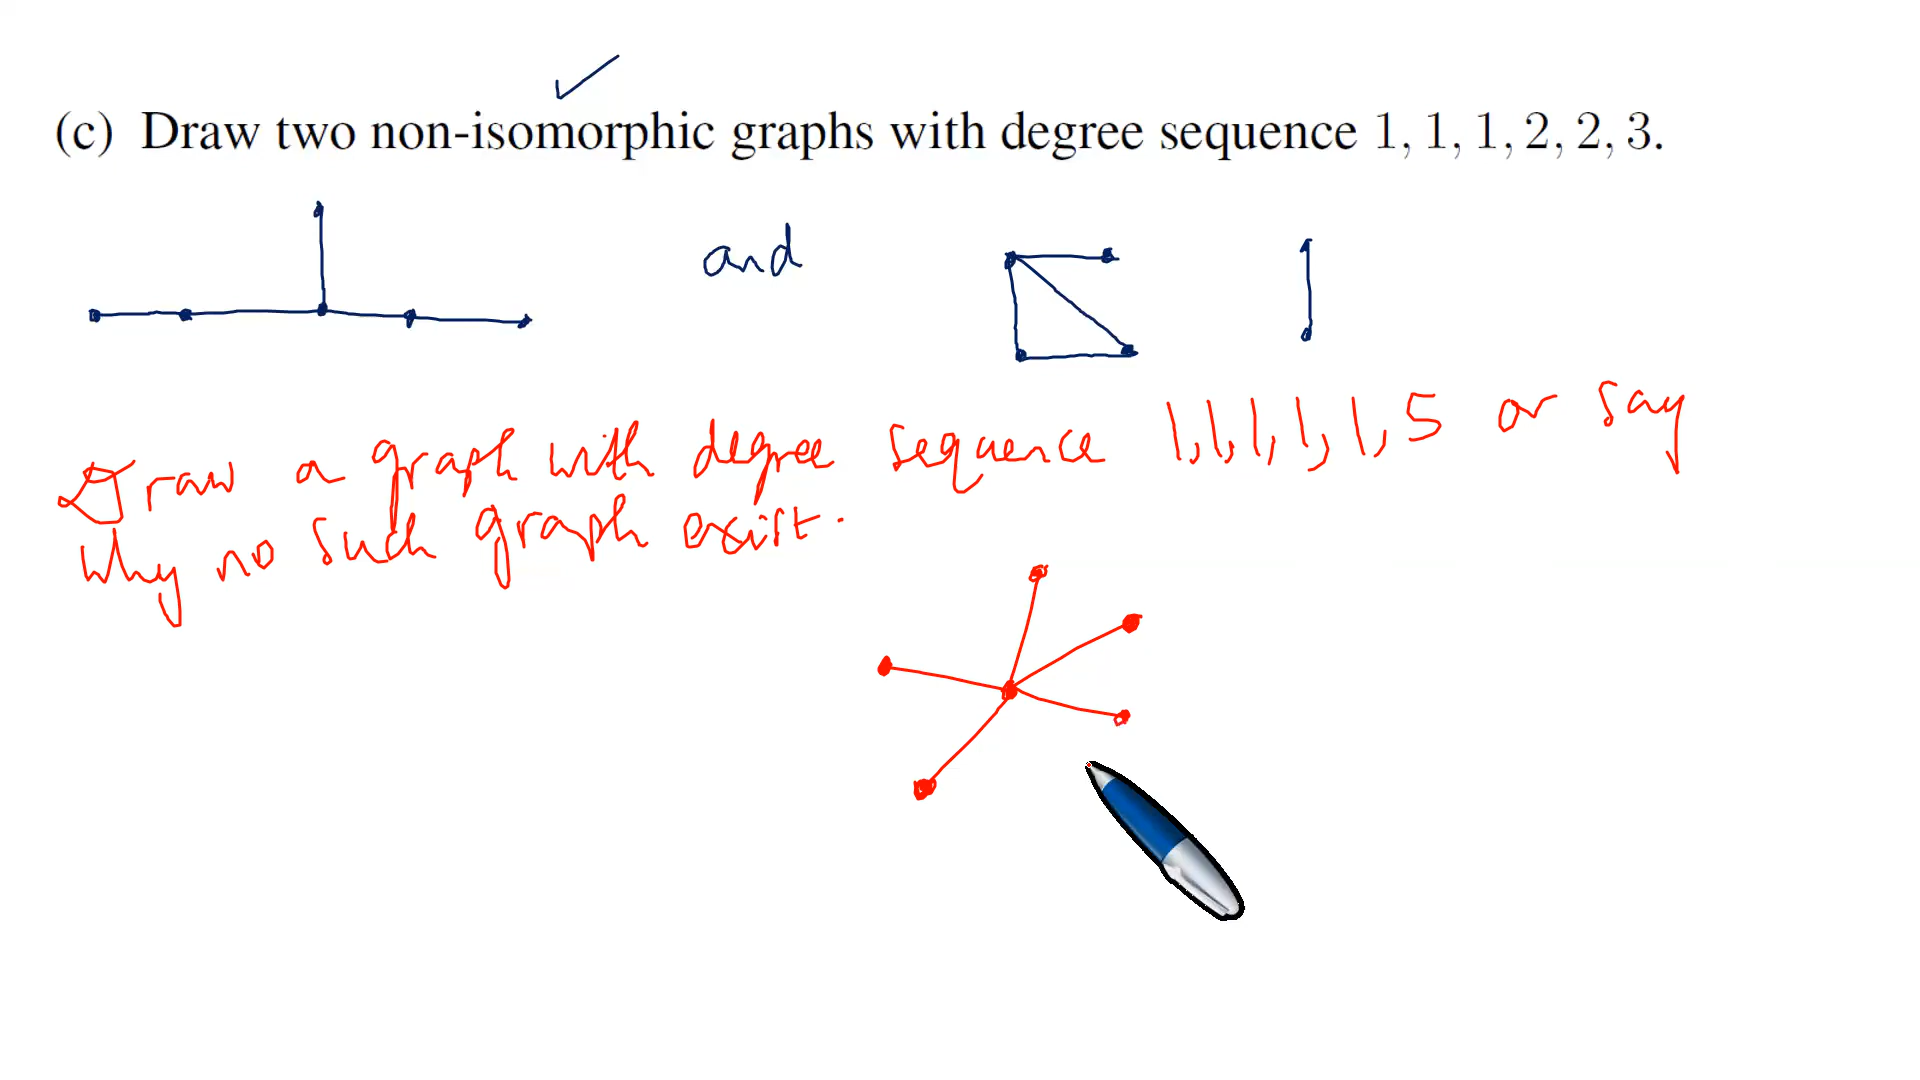 (c) Draw two non-isomorphic graphs with degree sequence 1, 1, 1, 2, 2, 3.
and
Draw a graph with degree sequence 1,1,1,1,1,5 or say
why no such graph exist.